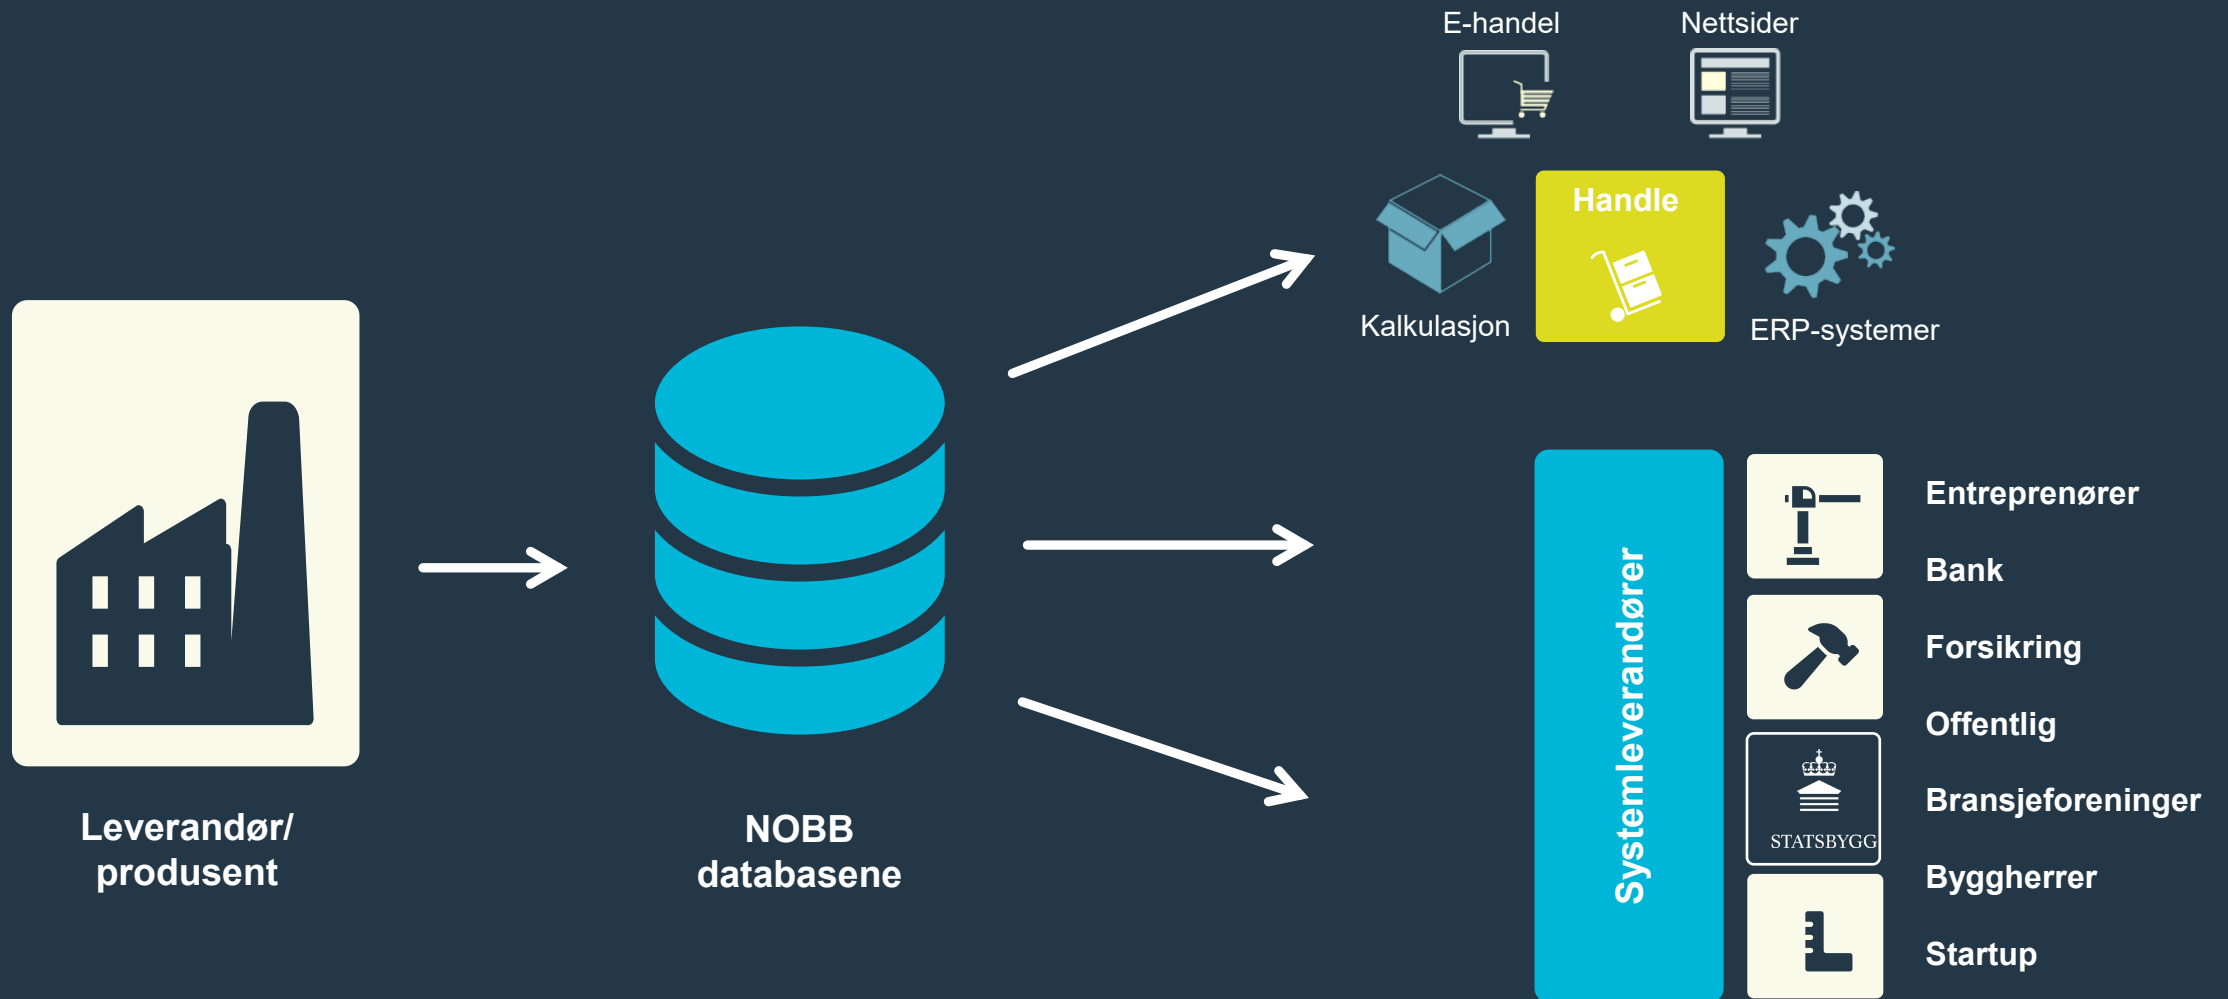 E-handel
Nettsider
Handle
Kalkulasjon
ERP-systemer
Leverandør/
produsent
NOBB
databasene
Systemleverandører
STATSBYGG
Entreprenører
Bank
Forsikring
Offentlig
Bransjeforeninger
Byggherrer
Startup